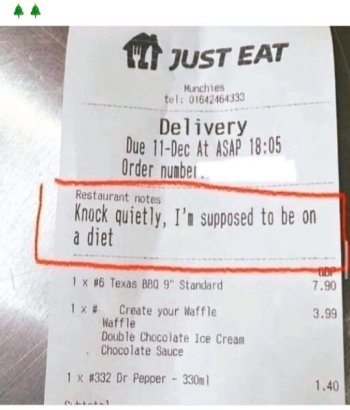 JUST EAT
Munchies
tel: 01642464333
Delivery
Due 11-Dec At ASAP 18:05
Order number
Restaurant notes
Knock quietly, I'm supposed to be on
a diet
GBP
1 x #6 Texas BBQ 9" Standard 7.90
1 x # Create your Waffle 3.99
Waffle
Double Chocolate Ice Cream
Chocolate Sauce
1 x #332 Dr Pepper - 330ml 1.40